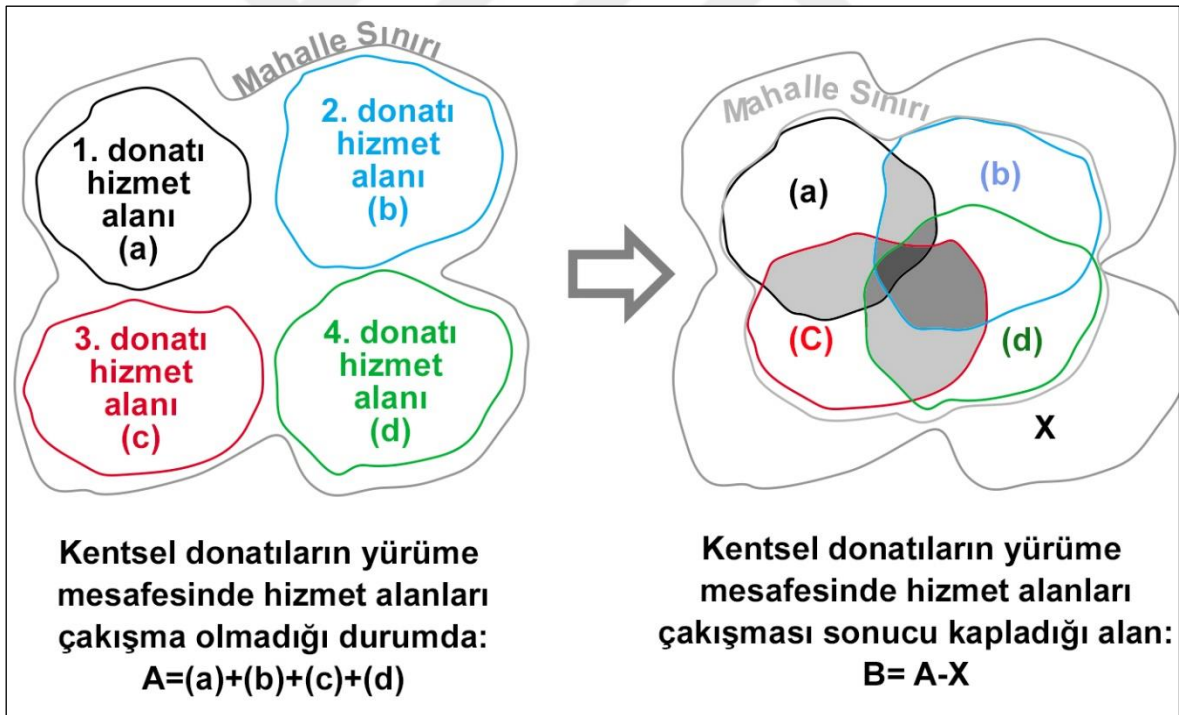 Mahalle Sınırı
1. donatı
hizmet
alanı
(a)
2. donatı
hizmet
alanı
(b)
3. donatı
hizmet
alanı
(c)
4. donatı
hizmet
alanı
(d)
Kentsel donatıların yürüme
mesafesinde hizmet alanları
çakışma olmadığı durumda:
A=(a)+(b)+(c)+(d)
Mahalle Sınırı
(a)
(b)
(C)
(d)
X
Kentsel donatıların yürüme
mesafesinde hizmet alanları
çakışması sonucu kapladığı alan:
B= A-X